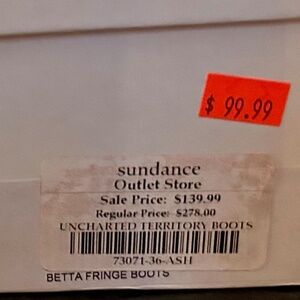 $ 99.99
sundance
Outlet Store
Sale Price: $139.99
Regular Price: $278.00
UNCHARTED TERRITORY BOOTS
73071-36-ASH
BETTA FRINGE BOOTS